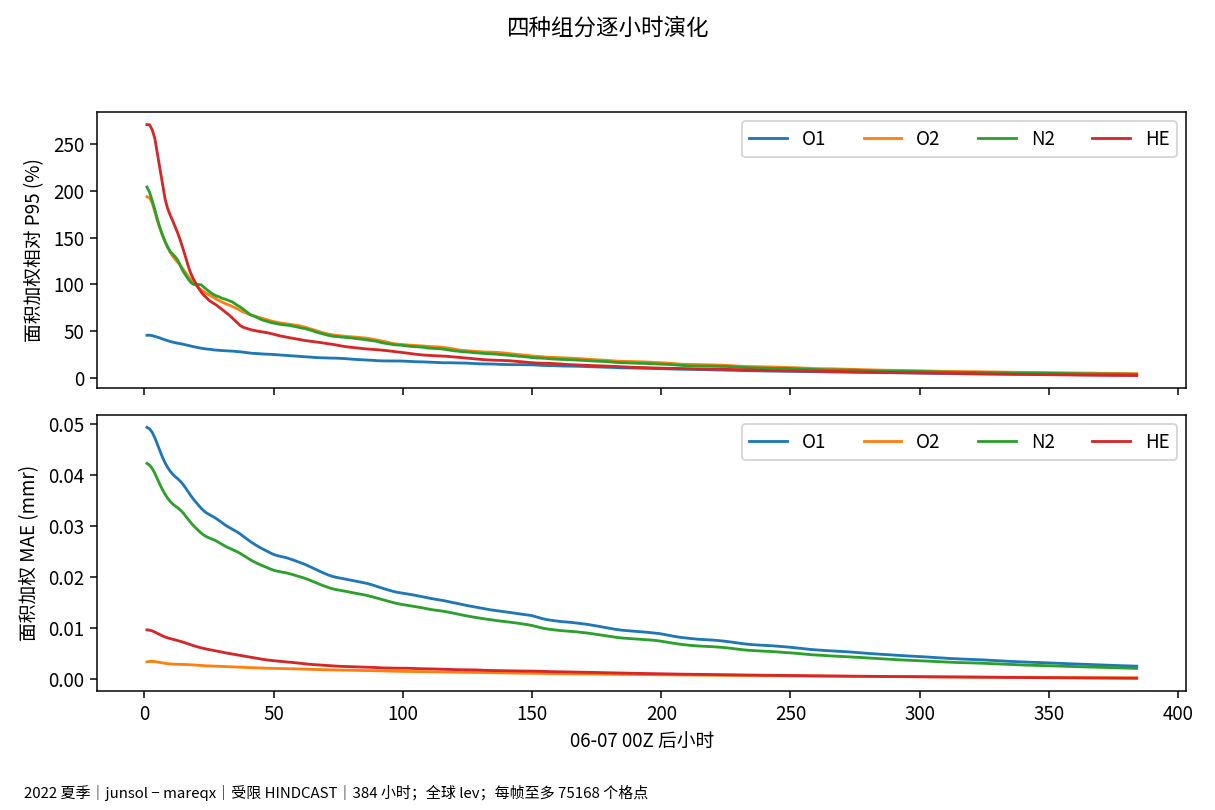 四种组分逐小时演化
面积加权相对 P95 (%)
250
200
150
100
50
0
O1 O2 N2 HE
面积加权 MAE (mmr)
0.05
0.04
0.03
0.02
0.01
0.00
O1 O2 N2 HE
0 50 100 150 200 250 300 350 400
06-07 00Z 后小时
2022 夏季｜junsol − mareqx｜受限 HINDCAST｜384 小时；全球 lev；每帧至多 75168 个格点